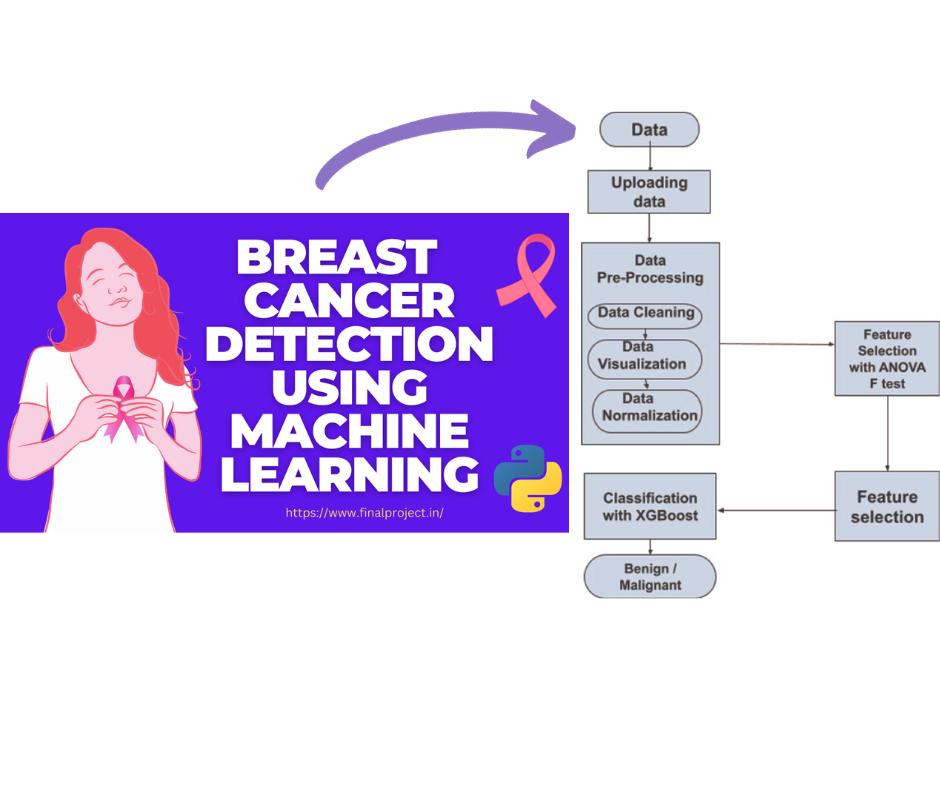 BREAST
CANCER
DETECTION
USING
MACHINE
LEARNING
https://www.finalproject.in/
Data
Uploading
data
Data
Pre-Processing
Data Cleaning
Data
Visualization
Data
Normalization
Feature
Selection
with ANOVA
F test
Feature
selection
Classification
with XGBoost
Benign /
Malignant